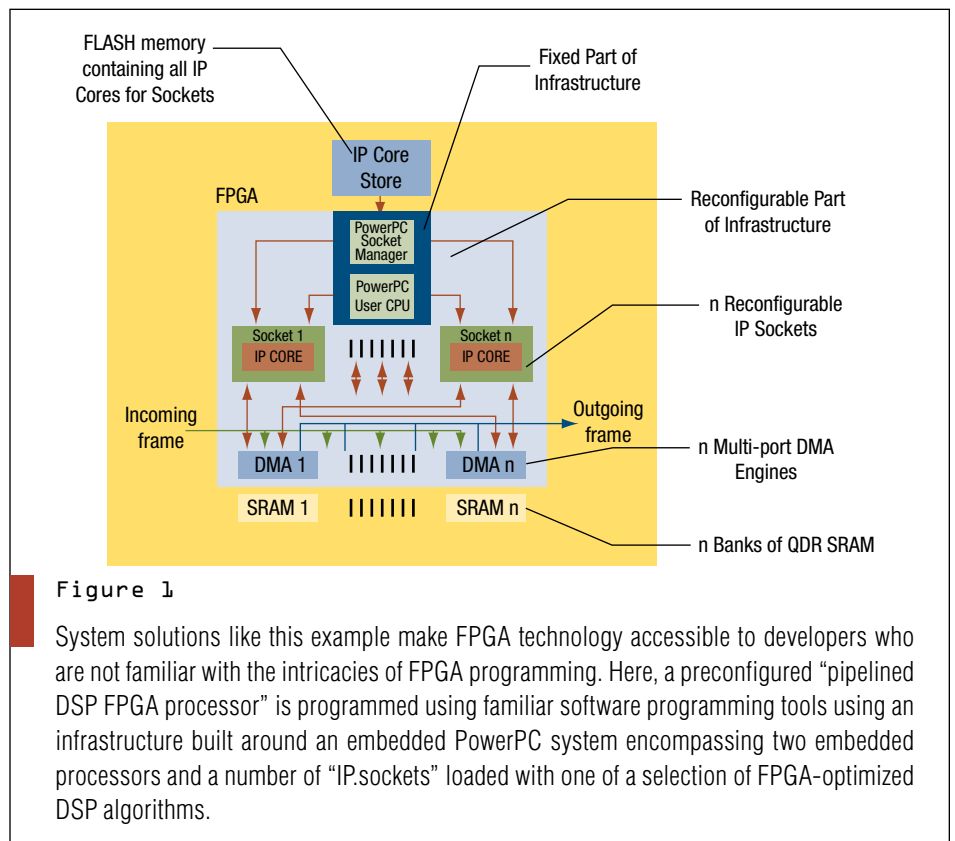 FLASH memory
containing all IP
Cores for Sockets
Fixed Part of
Infrastructure
IP Core
Store
FPGA
PowerPC
Socket
Manager
Reconfigurable Part
of Infrastructure
PowerPC
User CPU
n Reconfigurable
IP Sockets
Socket 1
IP CORE
Socket n
IP CORE
Incoming
frame
Outgoing
frame
DMA 1
DMA n
n Multi-port DMA
Engines
SRAM 1
SRAM n
n Banks of QDR SRAM
Figure 1
System solutions like this example make FPGA technology accessible to developers who
are not familiar with the intricacies of FPGA programming. Here, a preconfigured “pipelined
DSP FPGA processor” is programmed using familiar software programming tools using an
infrastructure built around an embedded PowerPC system encompassing two embedded
processors and a number of “IP.sockets” loaded with one of a selection of FPGA-optimized
DSP algorithms.